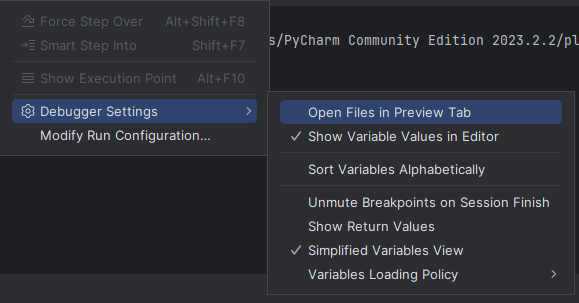 Force Step Over Alt+Shift+F8
Smart Step Into Shift+F7
s/PyCharm Community Edition 2023.2.2/pl
Show Execution Point Alt+F10
Debugger Settings
Modify Run Configuration...
Open Files in Preview Tab
Show Variable Values in Editor
Sort Variables Alphabetically
Unmute Breakpoints on Session Finish
Show Return Values
Simplified Variables View
Variables Loading Policy